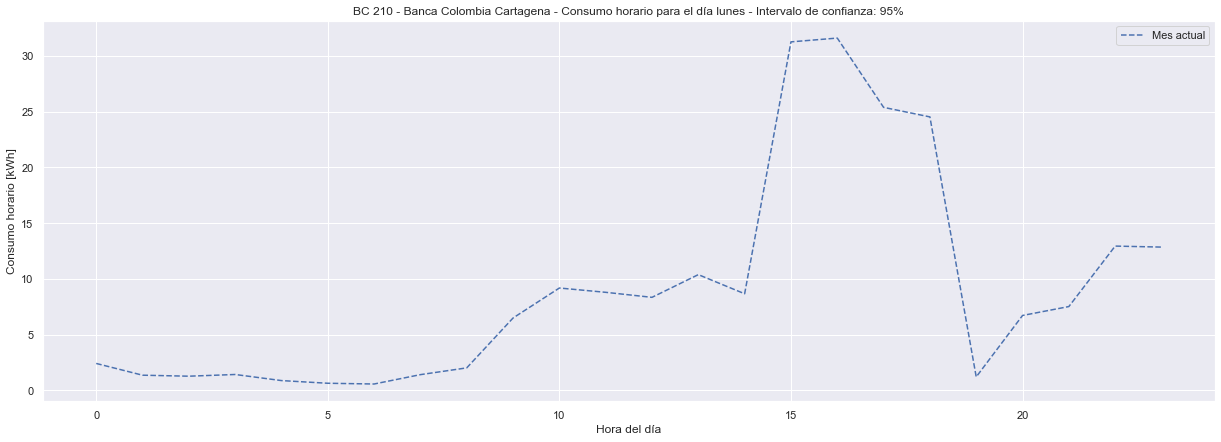 BC 210 - Banca Colombia Cartagena - Consumo horario para el día lunes - Intervalo de confianza: 95%
Mes actual
Consumo horario [kWh]
30
25
20
15
10
5
0
0 5 10 15 20
Hora del día